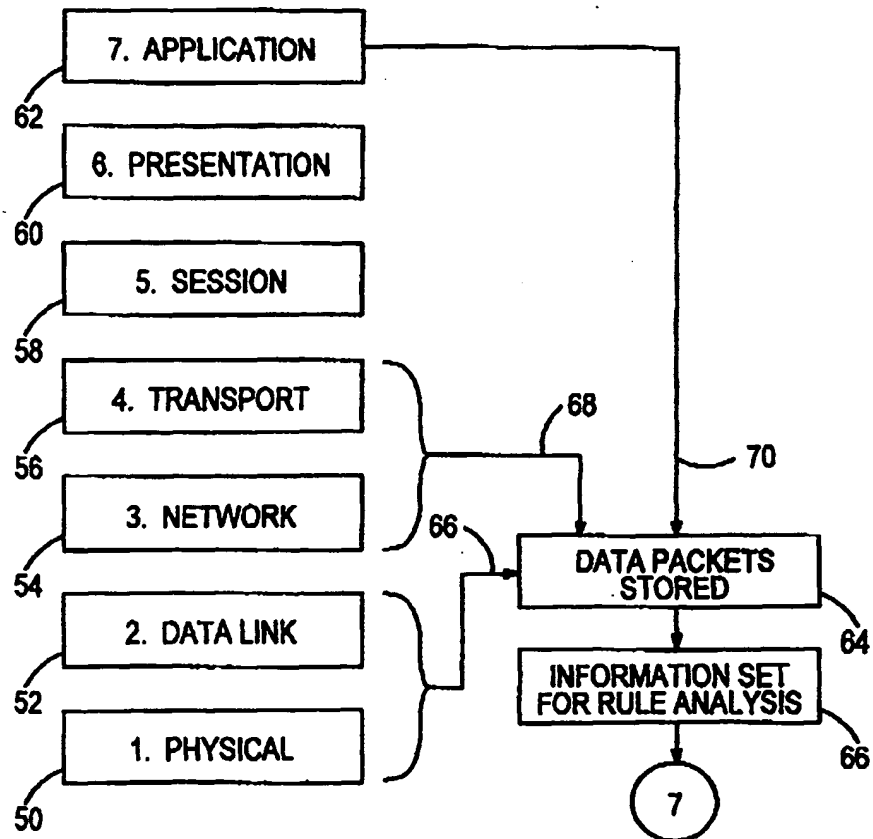 7. APPLICATION
62
6. PRESENTATION
60
5. SESSION
58
4. TRANSPORT
56
68
70
3. NETWORK
54
66
DATA PACKETS
STORED
64
2. DATA LINK
52
INFORMATION SET
FOR RULE ANALYSIS
66
1. PHYSICAL
50
7